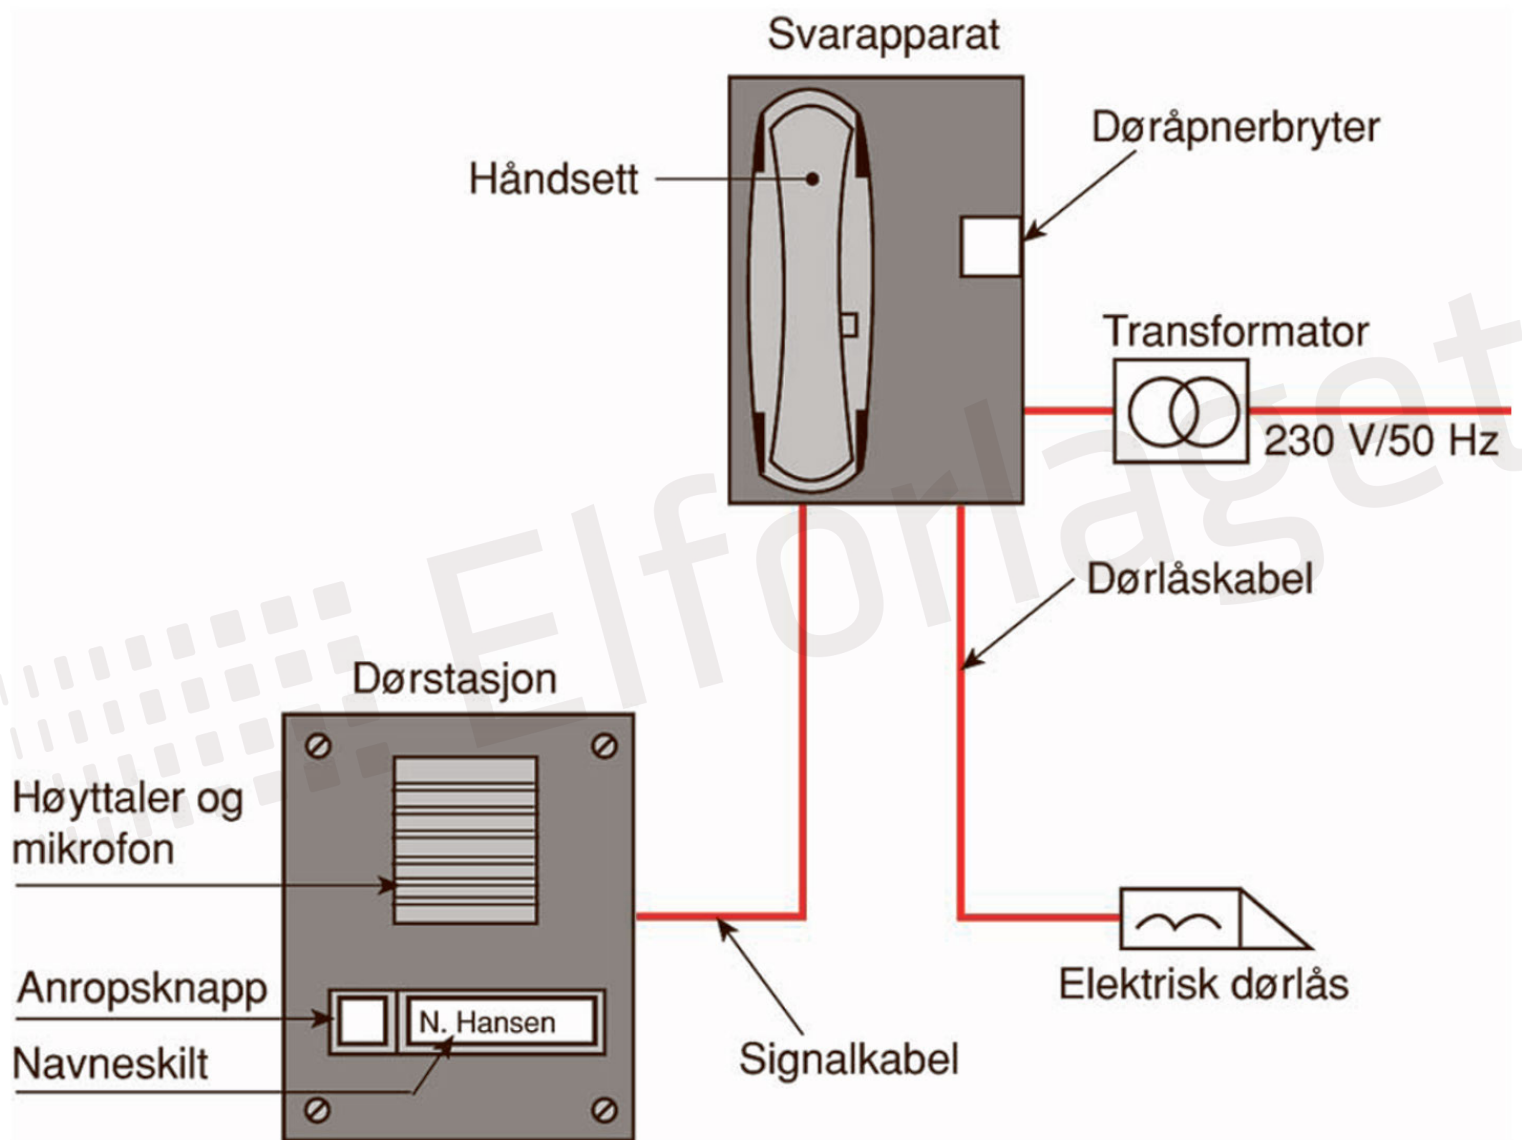 Svarapparat
Døråpnerbryter
Håndsett
Transformator
230 V/50 Hz
Elforlaget
Dørlåskabel
Dørstasjon
Høyttaler og
mikrofon
Elektrisk dørlås
Anropsknapp
N. Hansen
Signalkabel
Navneskilt